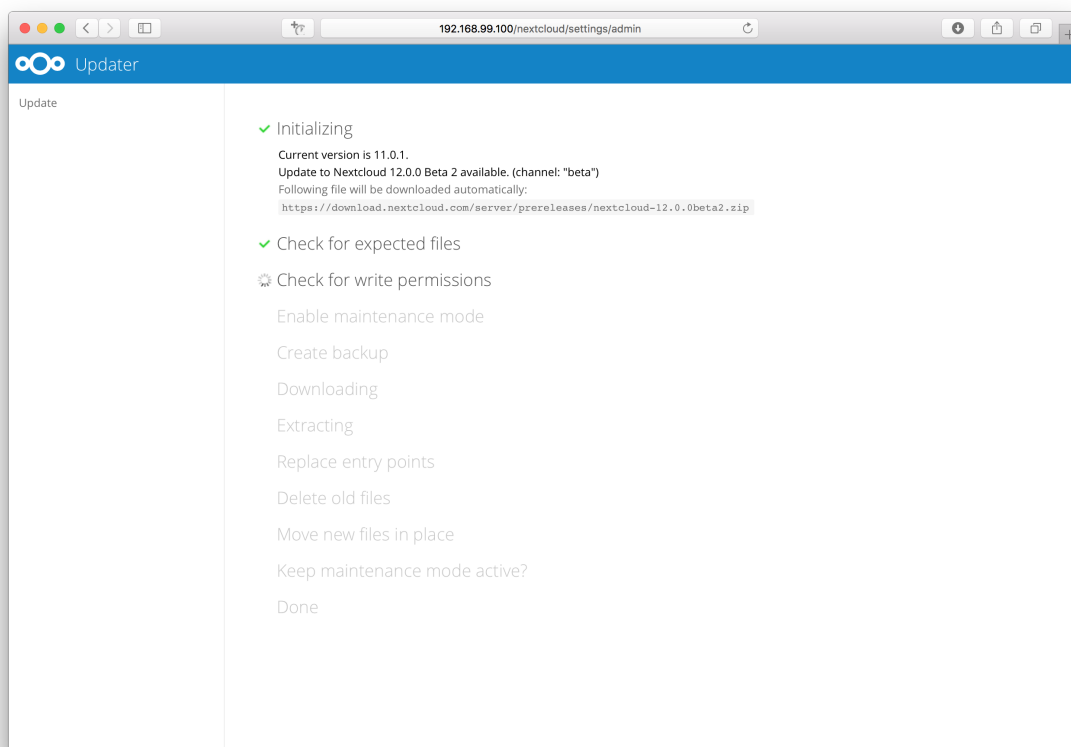 192.168.99.100/nextcloud/settings/admin
Updater
Update
Initializing
Current version is 11.0.1.
Update to Nextcloud 12.0.0 Beta 2 available. (channel: "beta")
Following file will be downloaded automatically:
https://download.nextcloud.com/server/prereleases/nextcloud-12.0.0beta2.zip
Check for expected files
Check for write permissions
Enable maintenance mode
Create backup
Downloading
Extracting
Replace entry points
Delete old files
Move new files in place
Keep maintenance mode active?
Done